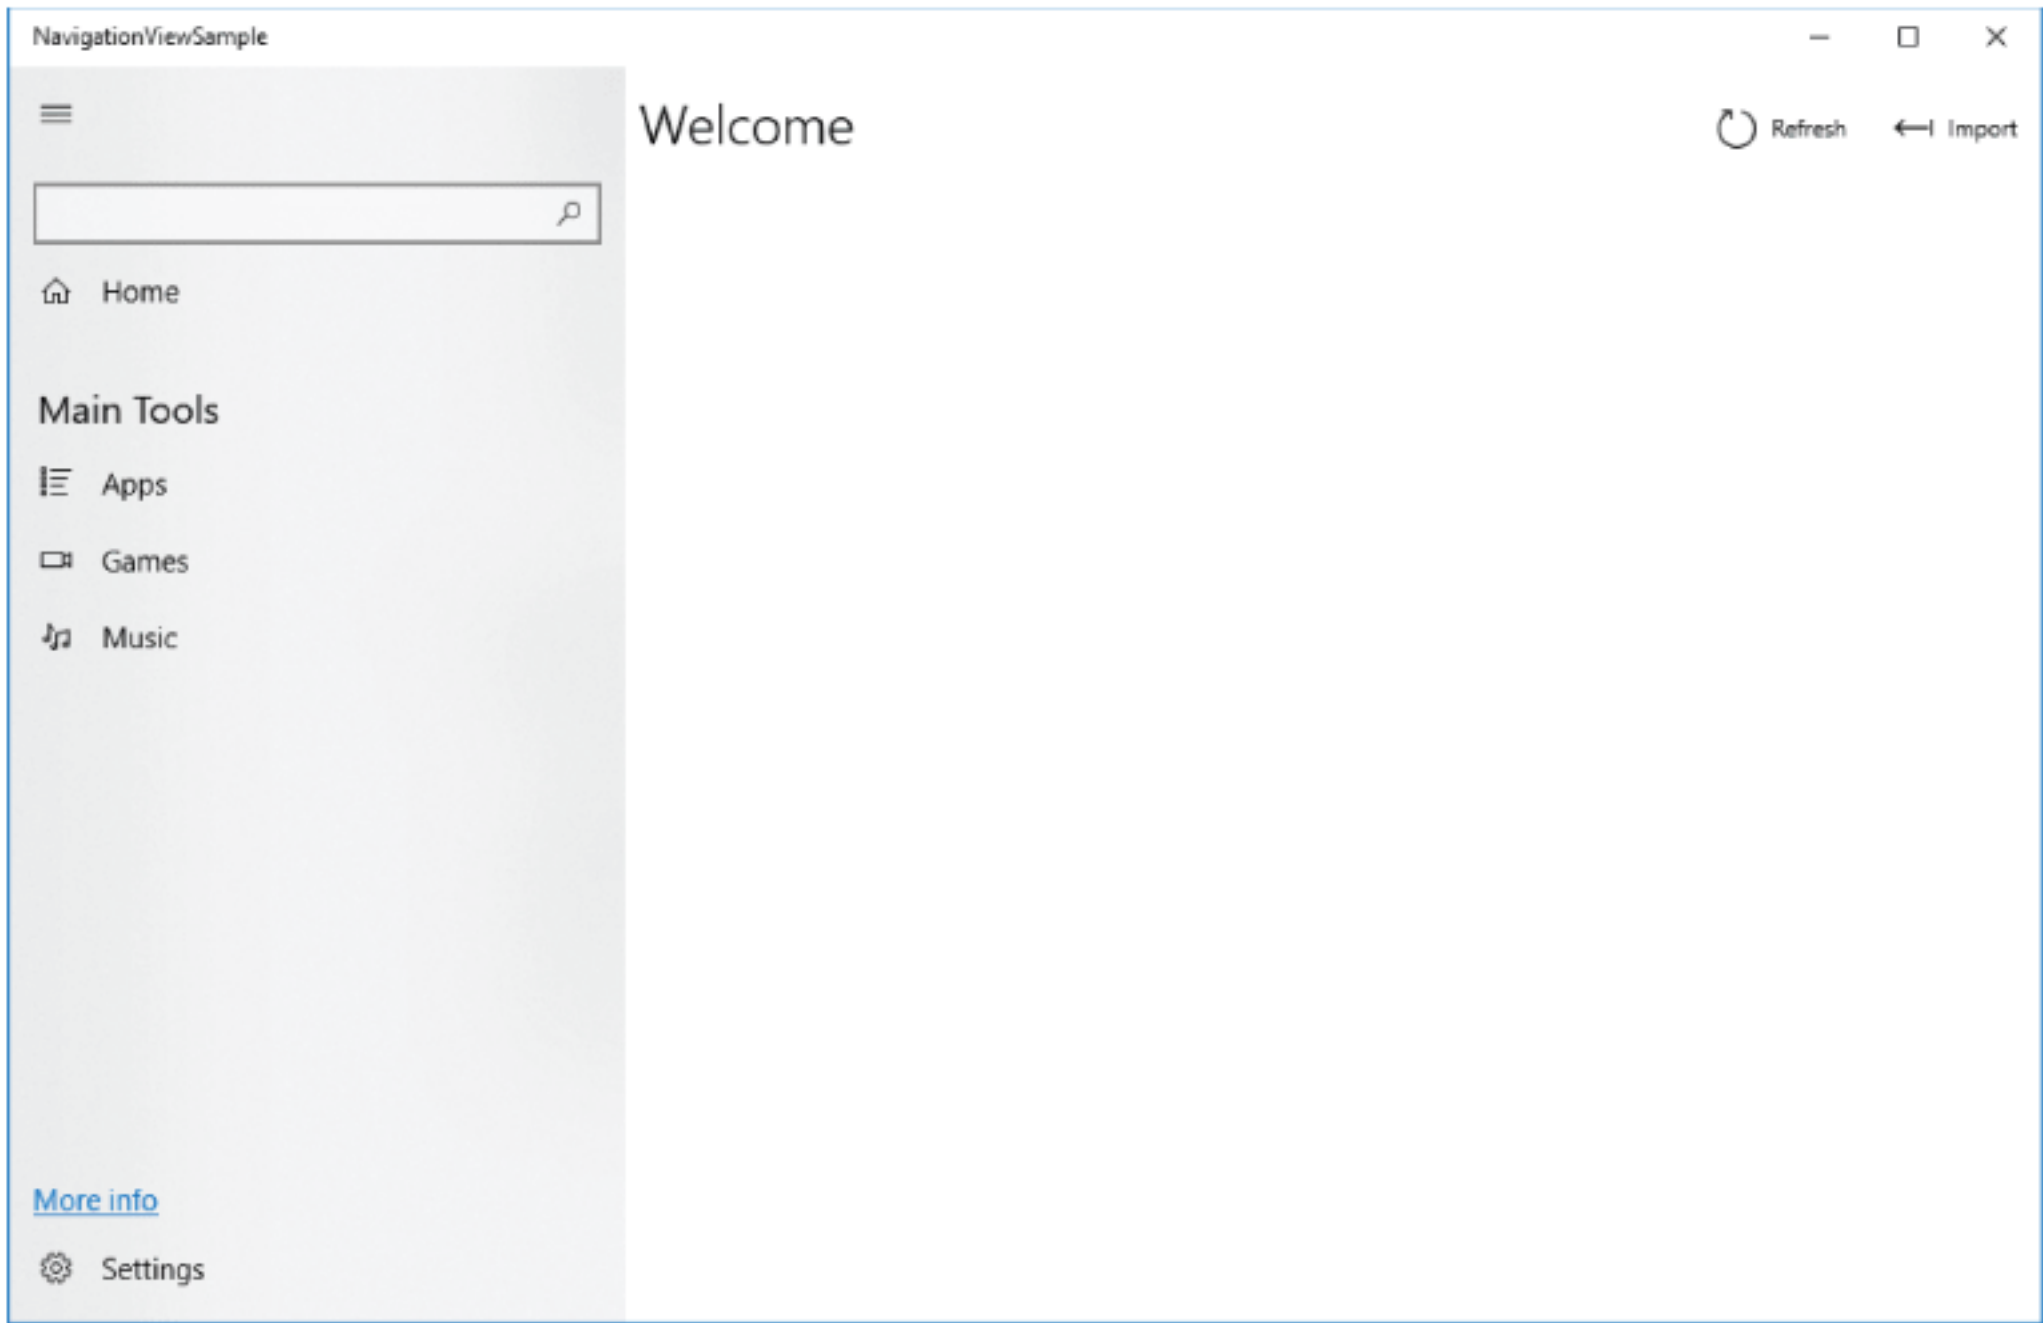 NavigationViewSample
Welcome
Refresh
Import
Home
Main Tools
Apps
Games
Music
More info
Settings